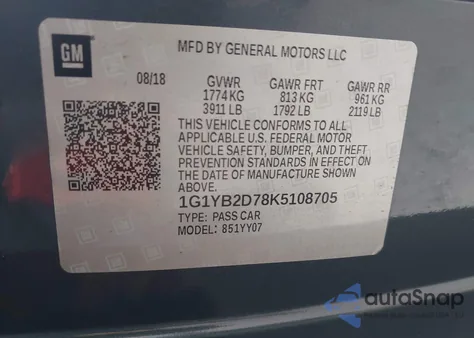 GM
MFD BY GENERAL MOTORS LLC
08/18 GVWR GAWR FRT GAWR RR
1774 KG 813 KG 961 KG
3911 LB 1792 LB 2119 LB
THIS VEHICLE CONFORMS TO ALL
APPLICABLE U.S. FEDERAL MOTOR
VEHICLE SAFETY, BUMPER, AND THEFT
PREVENTION STANDARDS IN EFFECT ON
THE DATE OF MANUFACTURE SHOWN ABOVE.
1G1YB2D78K5108705
TYPE: PASS CAR
MODEL: 851YY07
autoSnap